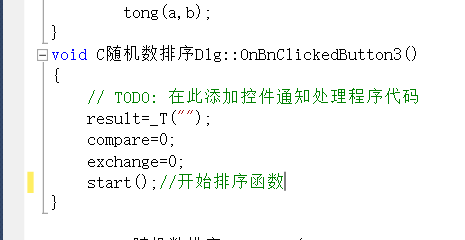 tong(a,b);
}
void C随机数排序Dlg::OnBnClickedButton3()
{
// TODO: 在此添加控件通知处理程序代码
result=_T("");
compare=0;
exchange=0;
start();//开始排序函数
}